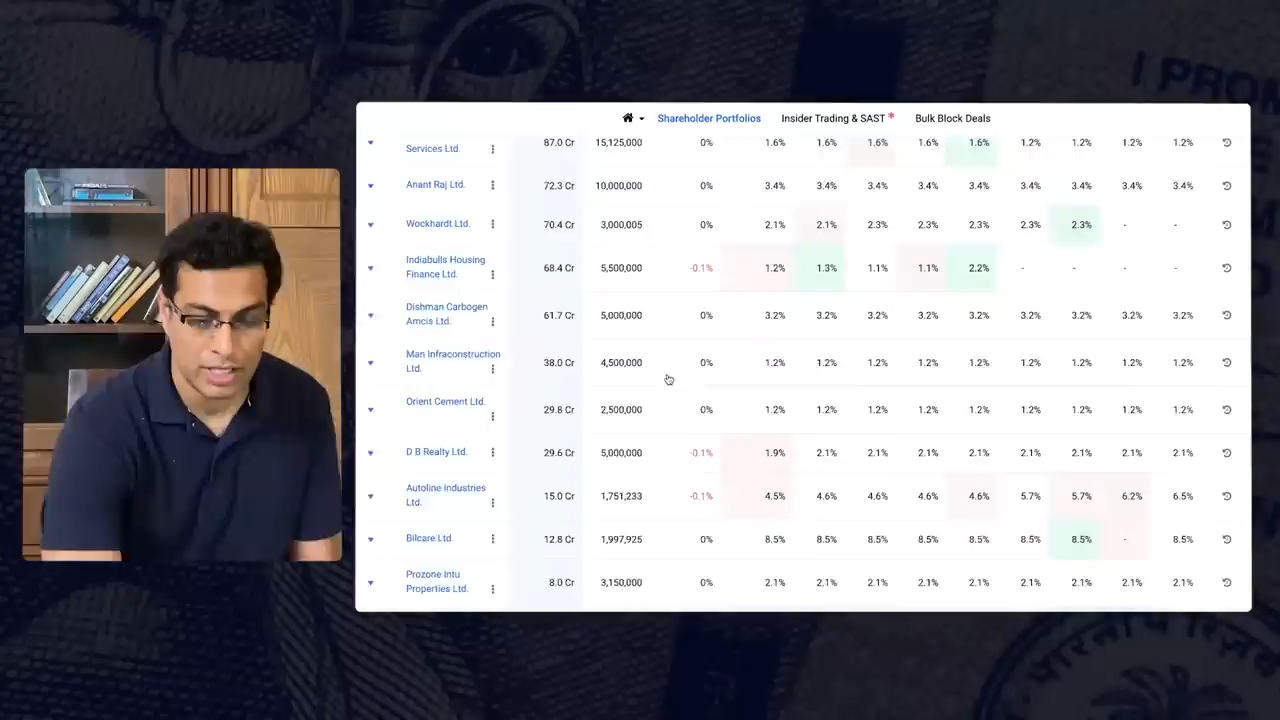 I PROM
Shareholder Portfolios Insider Trading & SAST * Bulk Block Deals
Services Ltd. 87.0 Cr 15,125,000 0% 1.6% 1.6% 1.6% 1.6% 1.6% 1.2% 1.2% 1.2% 1.2%
Anant Raj Ltd. 72.3 Cr 10,000,000 0% 3.4% 3.4% 3.4% 3.4% 3.4% 3.4% 3.4% 3.4% 3.4%
Wockhardt Ltd. 70.4 Cr 3,000,005 0% 2.1% 2.1% 2.3% 2.3% 2.3% 2.3% 2.3% - -
Indiabulls Housing
Finance Ltd. 68.4 Cr 5,500,000 -0.1% 1.2% 1.3% 1.1% 1.1% 2.2% - - - -
Dishman Carbogen
Amcis Ltd. 61.7 Cr 5,000,000 0% 3.2% 3.2% 3.2% 3.2% 3.2% 3.2% 3.2% 3.2% 3.2%
Man Infraconstruction
Ltd. 38.0 Cr 4,500,000 0% 1.2% 1.2% 1.2% 1.2% 1.2% 1.2% 1.2% 1.2% 1.2%
Orient Cement Ltd. 29.8 Cr 2,500,000 0% 1.2% 1.2% 1.2% 1.2% 1.2% 1.2% 1.2% 1.2% 1.2%
D B Realty Ltd. 29.6 Cr 5,000,000 -0.1% 1.9% 2.1% 2.1% 2.1% 2.1% 2.1% 2.1% 2.1% 2.1%
Autoline Industries
Ltd. 15.0 Cr 1,751,233 -0.1% 4.5% 4.6% 4.6% 4.6% 4.6% 5.7% 5.7% 6.2% 6.5%
Bilcare Ltd. 12.8 Cr 1,997,925 0% 8.5% 8.5% 8.5% 8.5% 8.5% 8.5% 8.5% - 8.5%
Prozone Intu
Properties Ltd. 8.0 Cr 3,150,000 0% 2.1% 2.1% 2.1% 2.1% 2.1% 2.1% 2.1% 2.1% 2.1%